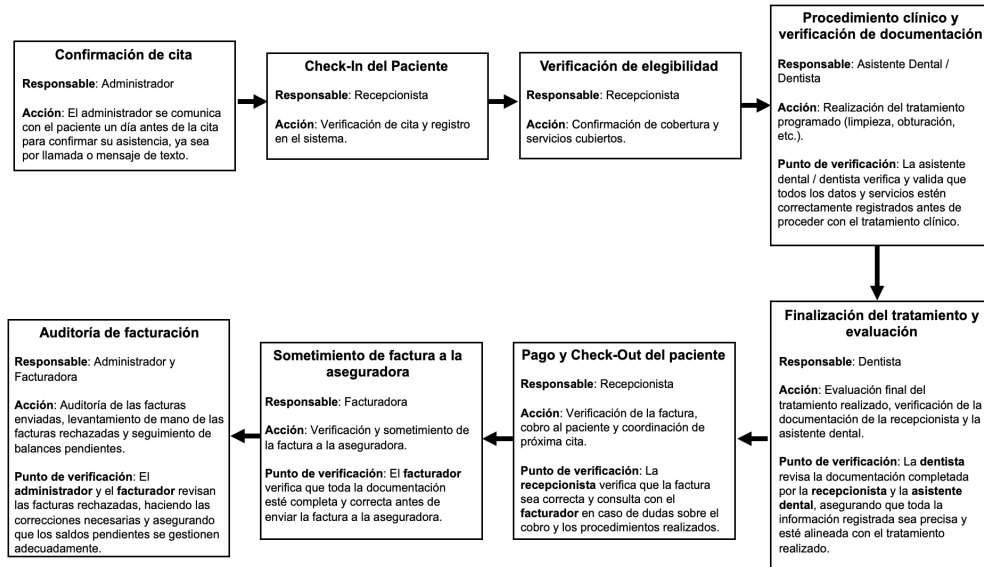 Confirmación de cita
Responsable: Administrador
Acción: El administrador se comunica
con el paciente un día antes de la cita
para confirmar su asistencia, ya sea
por llamada o mensaje de texto.
Check-In del Paciente
Responsable: Recepcionista
Acción: Verificación de cita y registro
en el sistema.
Verificación de elegibilidad
Responsable: Recepcionista
Acción: Confirmación de cobertura y
servicios cubiertos.
Procedimiento clínico y
verificación de documentación
Responsable: Asistente Dental /
Dentista
Acción: Realización del tratamiento
programado (limpieza, obturación,
etc.).
Punto de verificación: La asistente
dental / dentista verifica y valida que
todos los datos y servicios estén
correctamente registrados antes de
proceder con el tratamiento clínico.
Finalización del tratamiento y
evaluación
Responsable: Dentista
Acción: Evaluación final del
tratamiento realizado, verificación de la
documentación de la recepcionista y la
asistente dental.
Punto de verificación: La dentista
revisa la documentación completada
por la recepcionista y la asistente
dental, asegurando que toda la
información registrada sea precisa y
esté alineada con el tratamiento
realizado.
Pago y Check-Out del paciente
Responsable: Recepcionista
Acción: Verificación de la factura,
cobro al paciente y coordinación de
próxima cita.
Punto de verificación: La
recepcionista verifica que la factura
sea correcta y consulta con el
facturador en caso de dudas sobre el
cobro y los procedimientos realizados.
Sometimiento de factura a la
aseguradora
Responsable: Facturadora
Acción: Verificación y sometimiento de
la factura a la aseguradora.
Punto de verificación: El facturador
verifica que toda la documentación
esté completa y correcta antes de
enviar la factura a la aseguradora.
Auditoría de facturación
Responsable: Administrador y
Facturadora
Acción: Auditoría de las facturas
enviadas, levantamiento de mano de las
facturas rechazadas y seguimiento de
balances pendientes.
Punto de verificación: El
administrador y el facturador revisan
las facturas rechazadas, haciendo las
correcciones necesarias y asegurando
que los saldos pendientes se gestionen
adecuadamente.